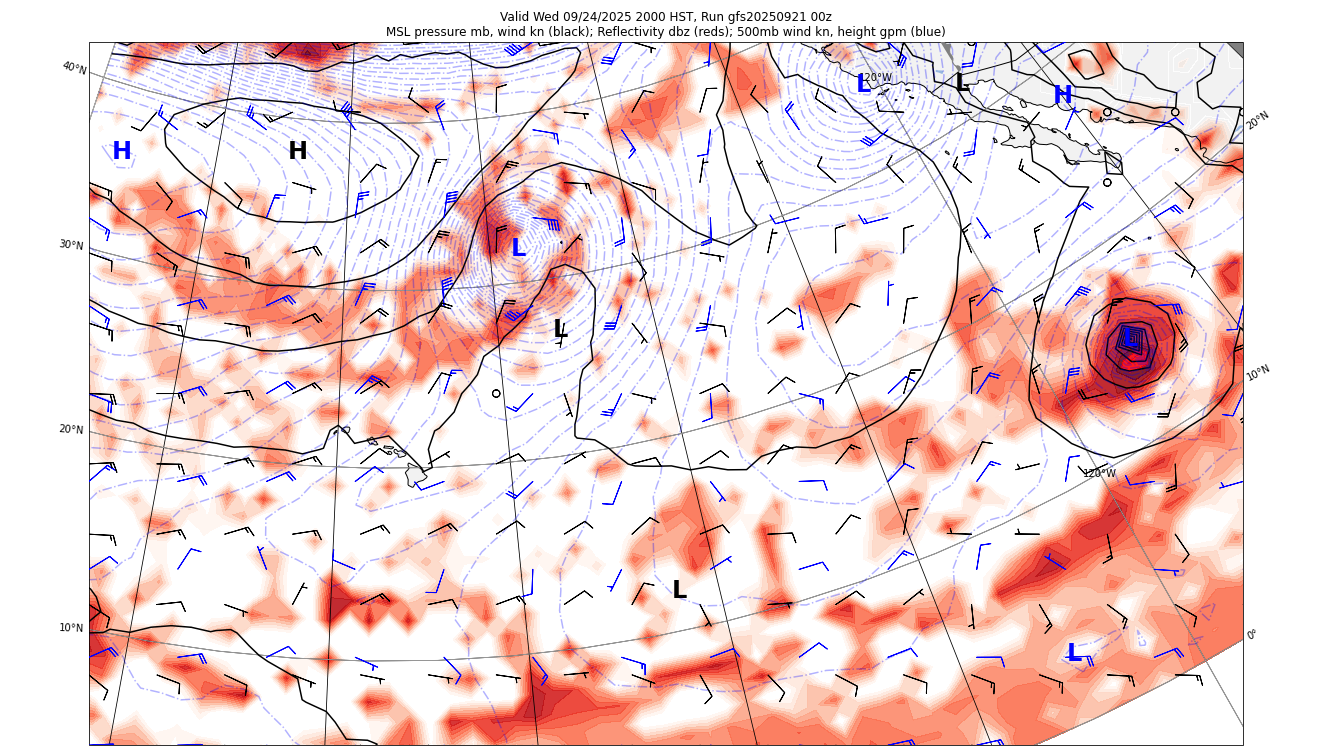 Valid Wed 09/24/2025 2000 HST, Run gfs20250921 00z
MSL pressure mb, wind kn (black); Reflectivity dbz (reds); 500mb wind kn, height gpm (blue)
40°N
L
120°W
L
H
20°N
H
H
30°N
L
L
L
10°N
20°N
120°W
L
10°N
0°
L